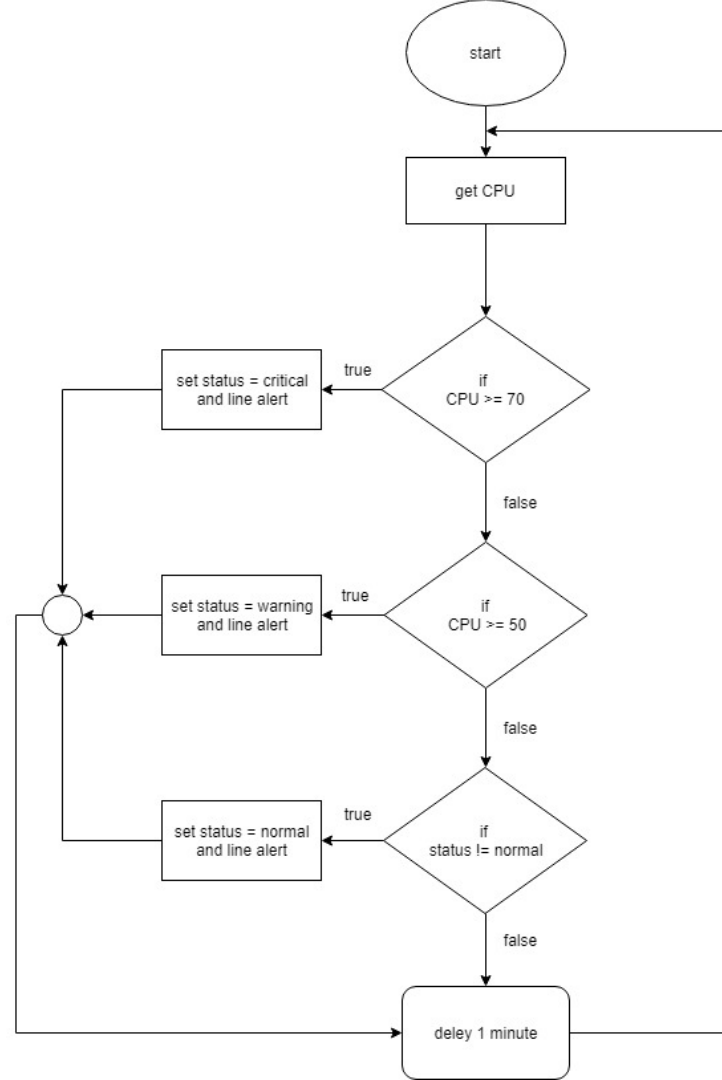 start
get CPU
if
CPU >= 70
true
set status = critical
and line alert
false
if
CPU >= 50
true
set status = warning
and line alert
false
if
status != normal
true
set status = normal
and line alert
false
deley 1 minute